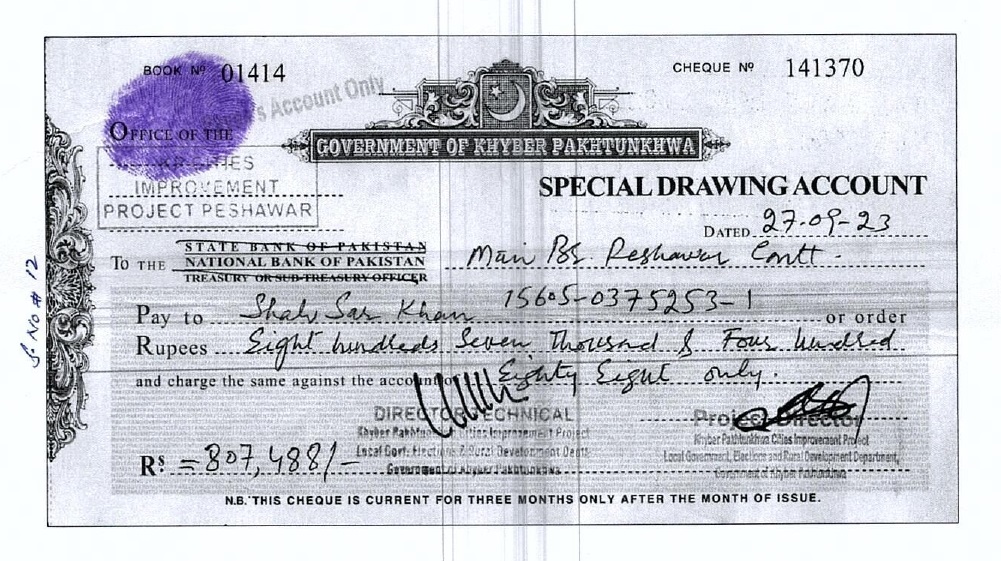 BOOK Nº 01414
CHEQUE Nº 141370
's Account Only
OFFICE OF THE
GOVERNMENT OF KHYBER PAKHTUNKHWA
CITIES
IMPROVEMENT
PROJECT PESHAWAR
SPECIAL DRAWING ACCOUNT
DATED 27-09-23
STATE BANK OF PAKISTAN
TO THE NATIONAL BANK OF PAKISTAN Main Br. Peshawar Cantt.
TREASURY OR SUB-TREASURY OFFICER
S No # 12
Pay to Shah Sar Khan 15605-0375253-1 or order
Rupees Eight hundreds Seven Thousand & Four hundred
and charge the same against the account of Eighty Eight only.
DIRECTOR TECHNICAL
Khyber Pakhtunkhwa Cities Improvement Project
Local Govt, Elections & Rural Development Deptt:
Government of Khyber Pakhtunkhwa
Project Director
Khyber Pakhtunkhwa Cities Improvement Project
Local Government, Elections and Rural Development Department,
Government of Khyber Pakhtunkhwa
Rs =807,488/-
N.B. THIS CHEQUE IS CURRENT FOR THREE MONTHS ONLY AFTER THE MONTH OF ISSUE.